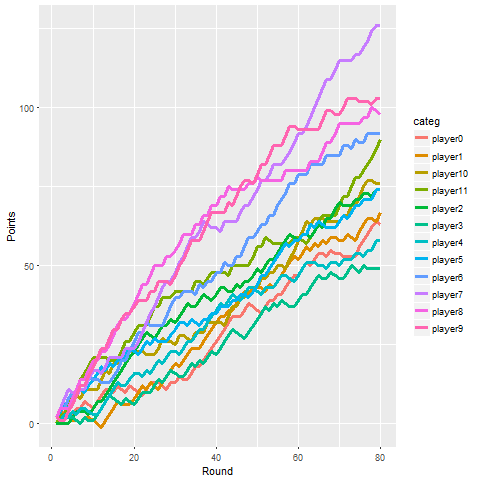 100
50
0
Points
0
20
40
60
80
Round
categ
player0
player1
player10
player11
player2
player3
player4
player5
player6
player7
player8
player9